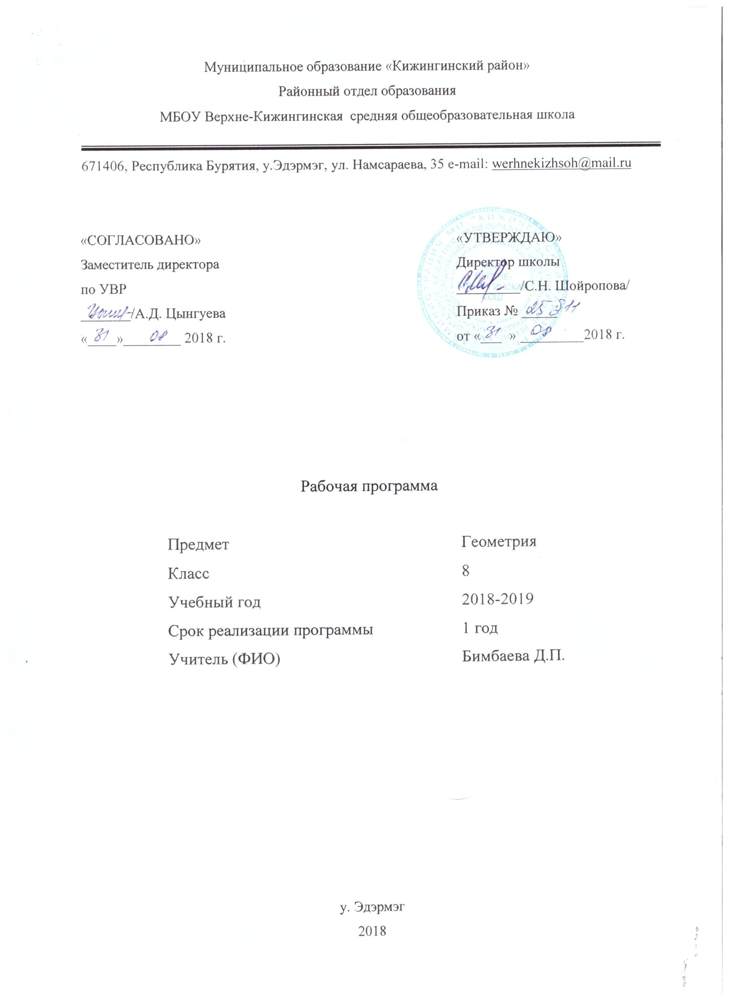 Муниципальное образование «Кижингинский район»
Районный отдел образования
МБОУ Верхне-Кижингинская средняя общеобразовательная школа
671406, Республика Бурятия, у.Эдэрмэг, ул. Намсараева, 35 e-mail: werhnekizhsoh@mail.ru
«СОГЛАСОВАНО»
Заместитель директора
по УВР
/А.Д. Цынгуева
«31» 08 2018 г.
«УТВЕРЖДАЮ»
Директор школы
/С.Н. Шойропова/
Приказ № 25
от «31» 08 2018 г.
Рабочая программа
Предмет Геометрия
Класс 8
Учебный год 2018-2019
Срок реализации программы 1 год
Учитель (ФИО) Бимбаева Д.П.
у. Эдэрмэг
2018